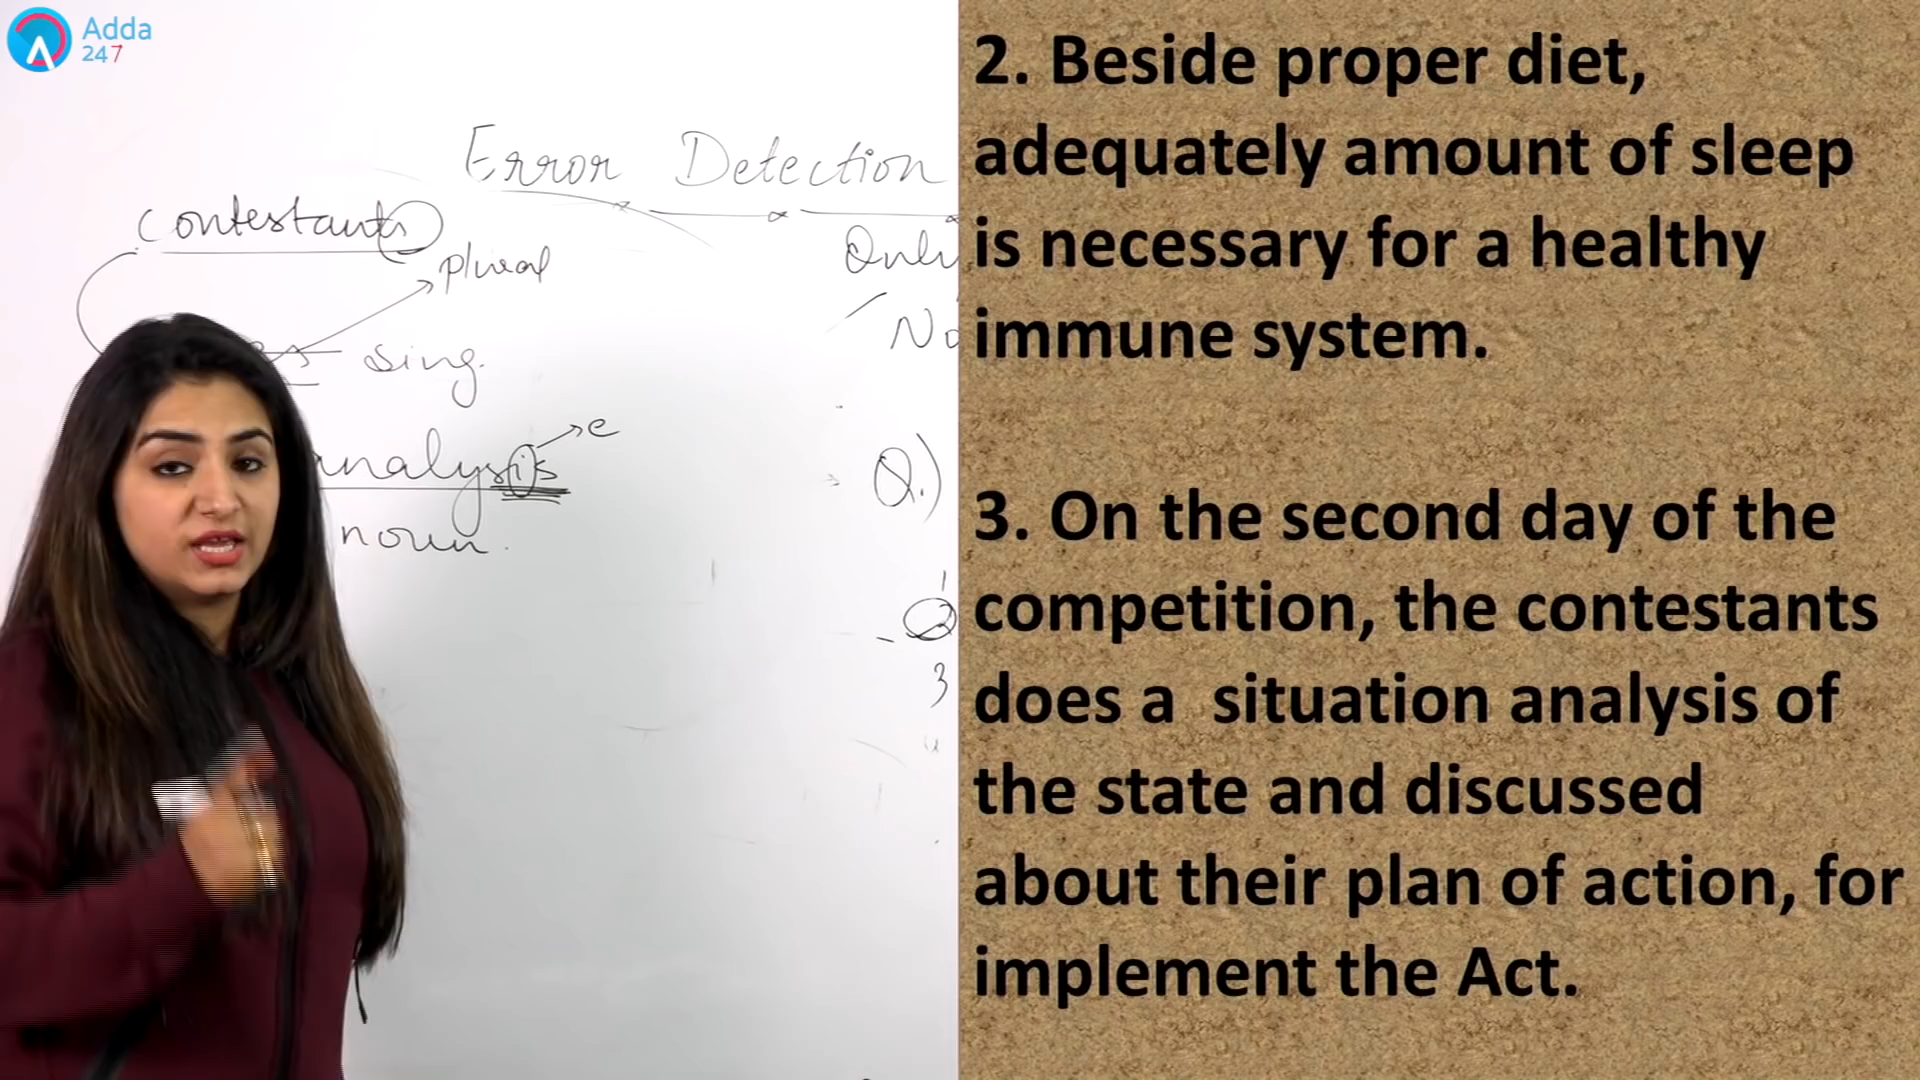 Adda
247
Error Detection
Contestants
plural
sing.
analysis
e
noun.
Q.)
1
2
3
2. Beside proper diet,
adequately amount of sleep
is necessary for a healthy
immune system.
3. On the second day of the
competition, the contestants
does a situation analysis of
the state and discussed
about their plan of action, for
implement the Act.